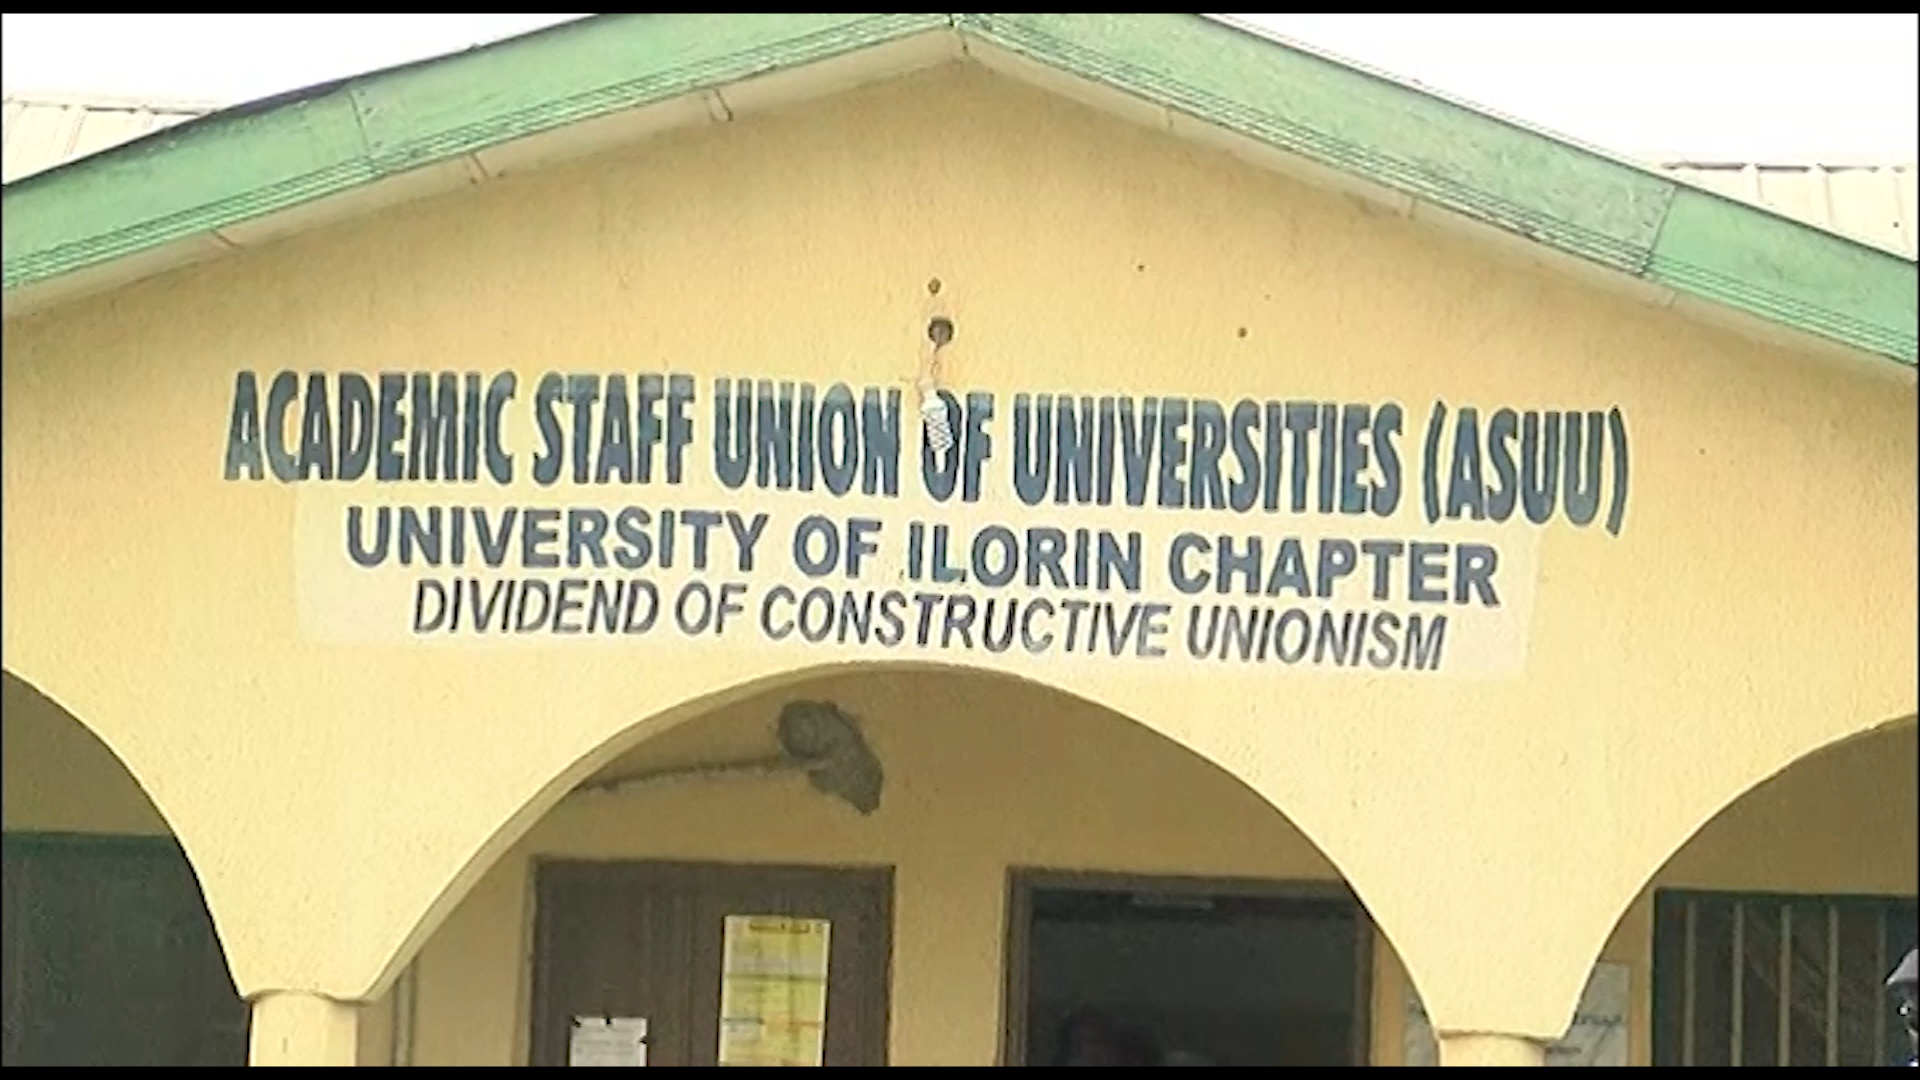 ACADEMIC STAFF UNION OF UNIVERSITIES (ASUU)
UNIVERSITY OF ILORIN CHAPTER
DIVIDEND OF CONSTRUCTIVE UNIONISM